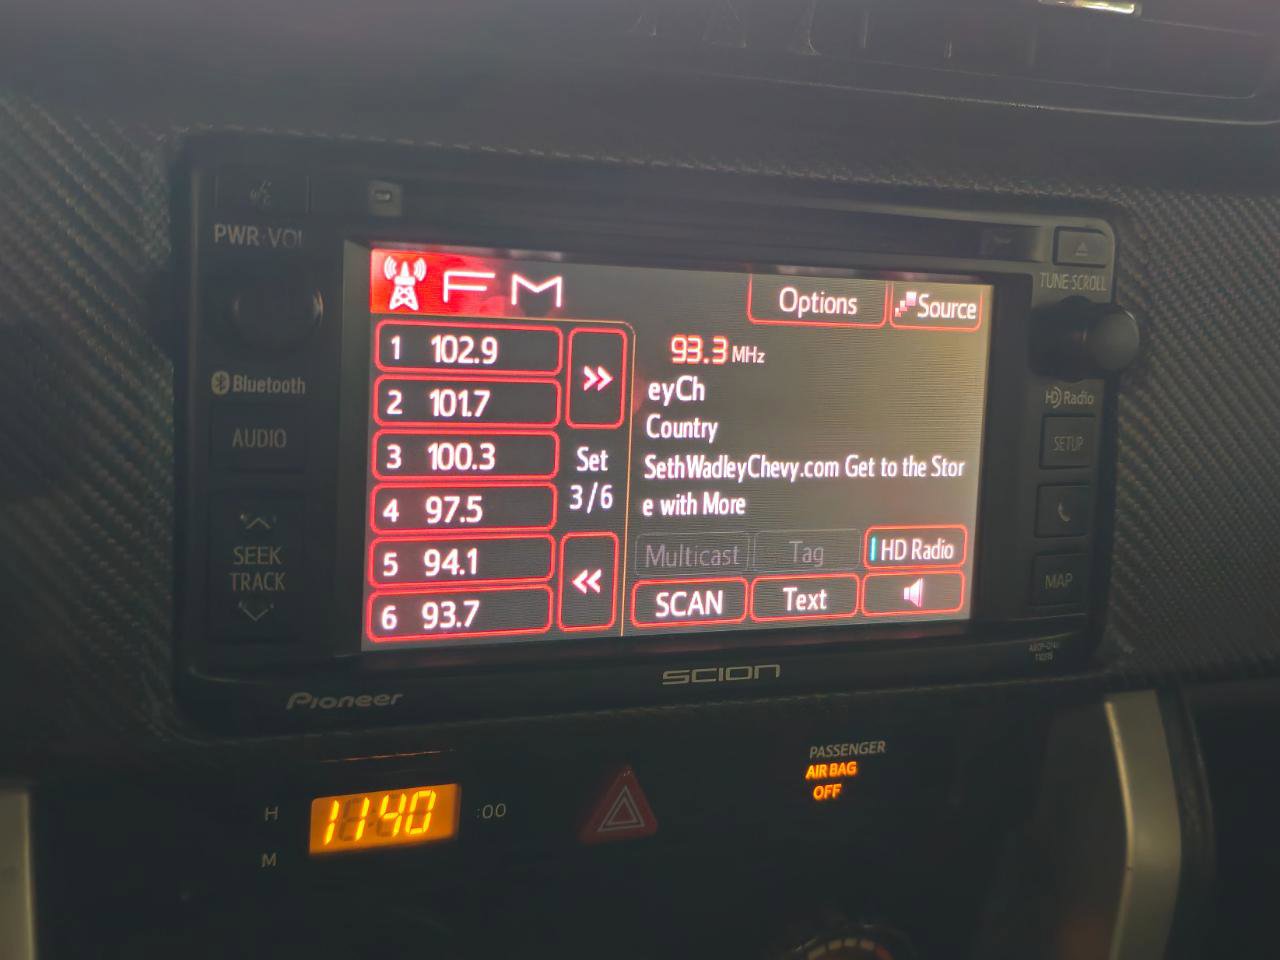 PWR·VOL
TUNE·SCROLL
FM
Options
Source
1 102.9
2 101.7
3 100.3
4 97.5
5 94.1
6 93.7
Set
3/6
93.3 MHz
eyCh
Country
SethWadleyChevy.com Get to the Stor
e with More
Multicast
Tag
HD Radio
SCAN
Text
Bluetooth
AUDIO
SEEK
TRACK
HD Radio
SETUP
MAP
Pioneer
SCION
H
M
11:40
:00
PASSENGER
AIR BAG
OFF